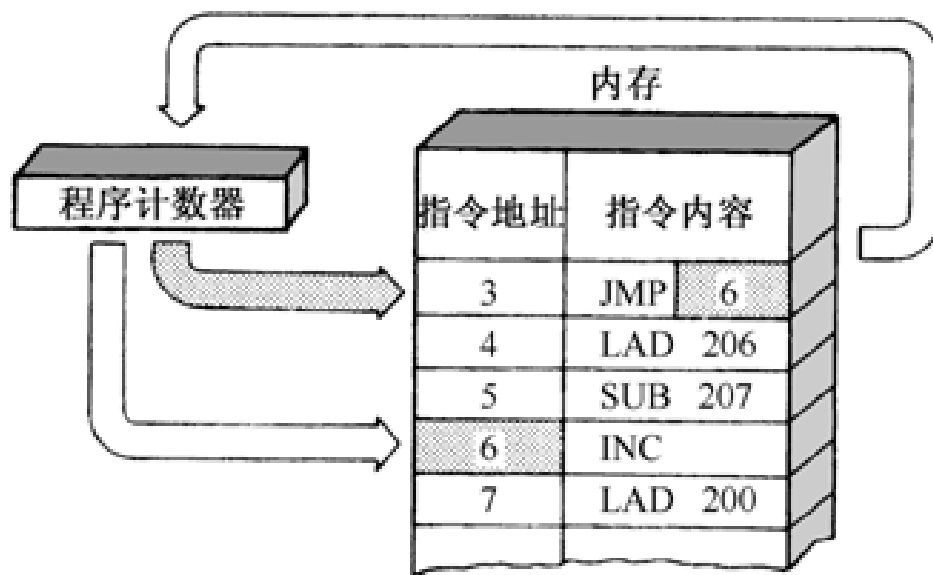 内存
程序计数器
指令地址 指令内容
3 JMP 6
4 LAD 206
5 SUB 207
6 INC
7 LAD 200